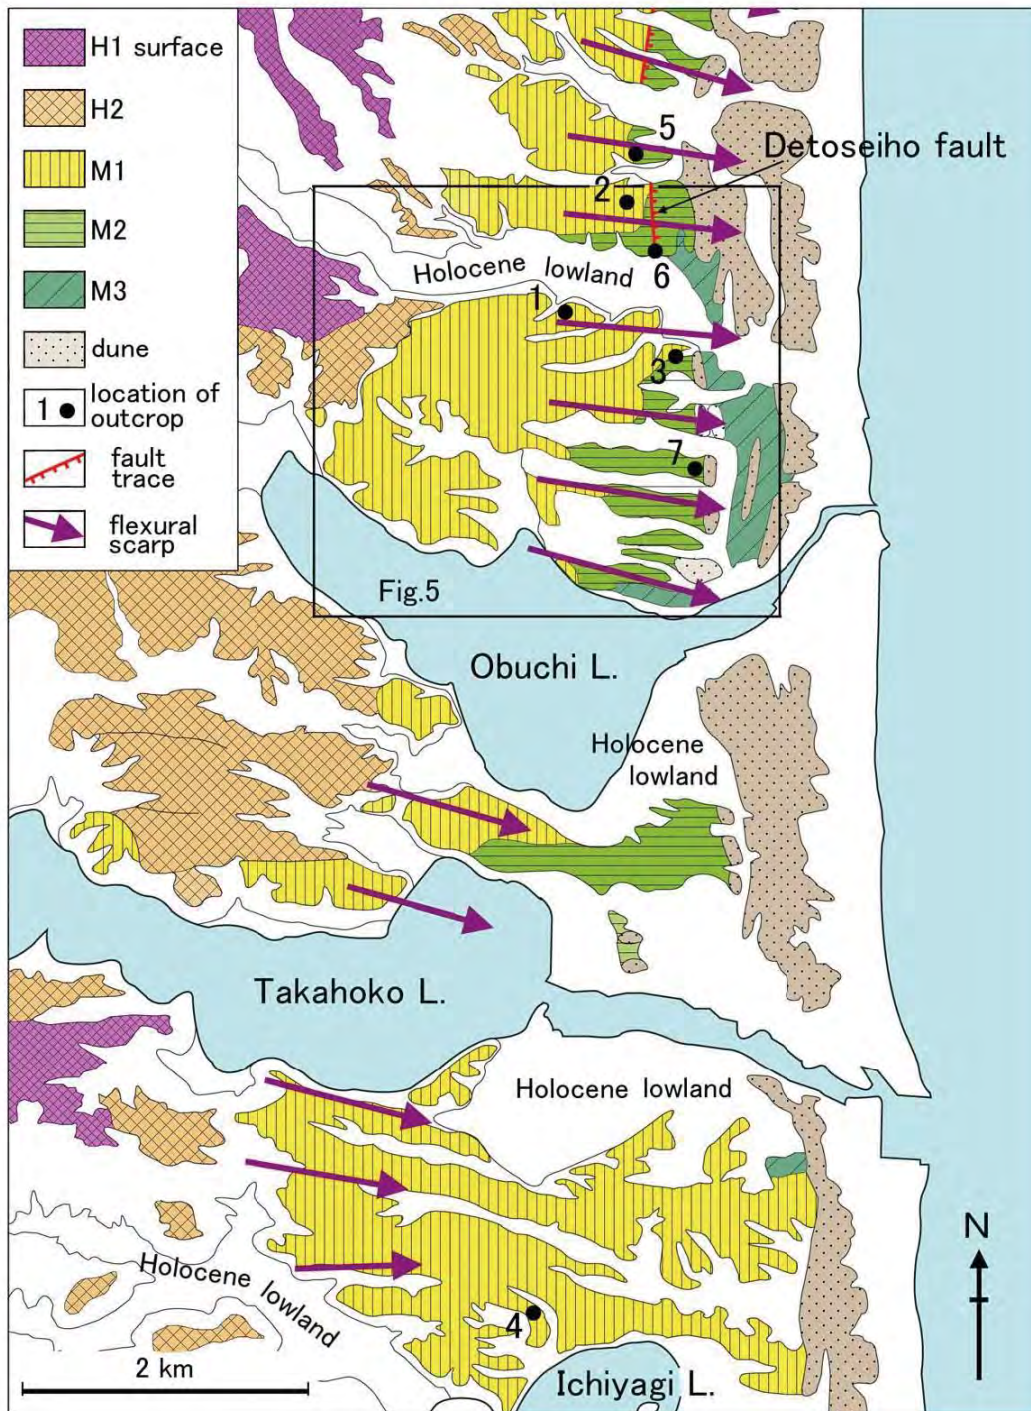 H1 surface
H2
M1
M2
M3
dune
1 location of
outcrop
fault
trace
flexural
scarp
5
Detoseiho fault
2
6
Holocene lowland
1
3
7
Fig.5
Obuchi L.
Holocene
lowland
Takahoko L.
Holocene lowland
N
Holocene
lowland
4
2 km
Ichiyagi L.